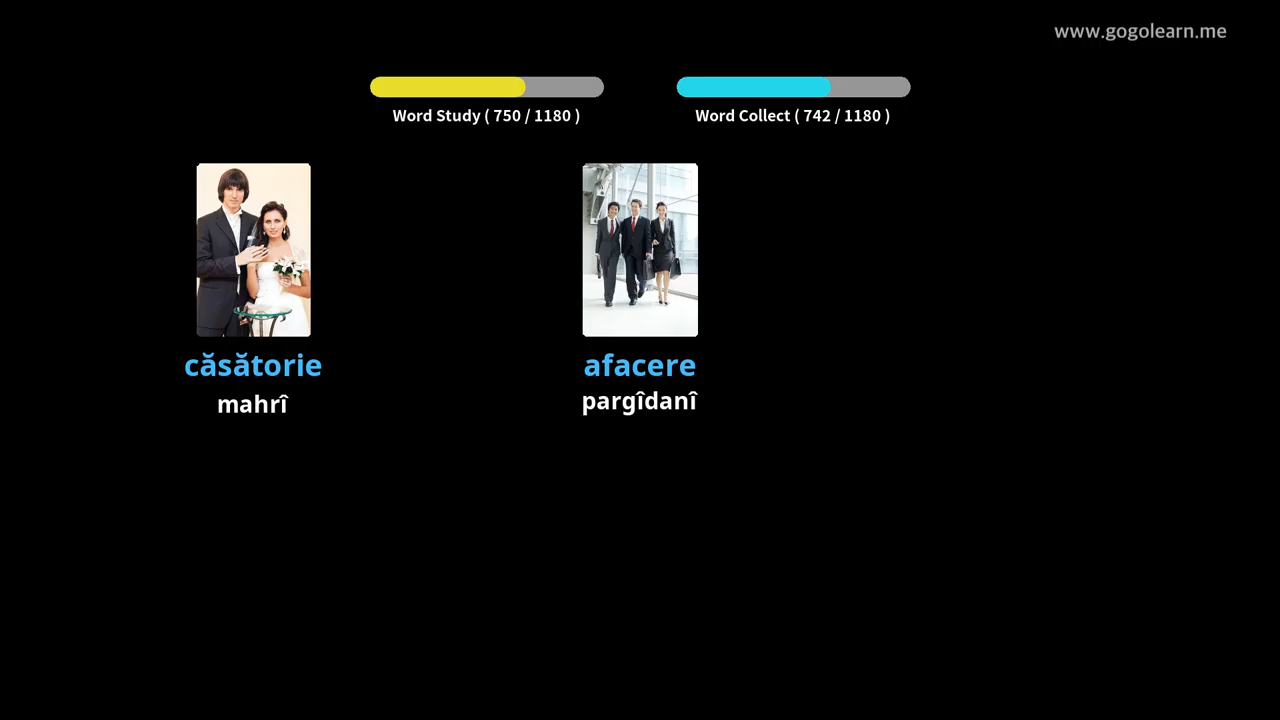 www.gogolearn.me
Word Study ( 750 / 1180 )
Word Collect ( 742 / 1180 )
căsătorie
mahrî
afacere
pargîdanî